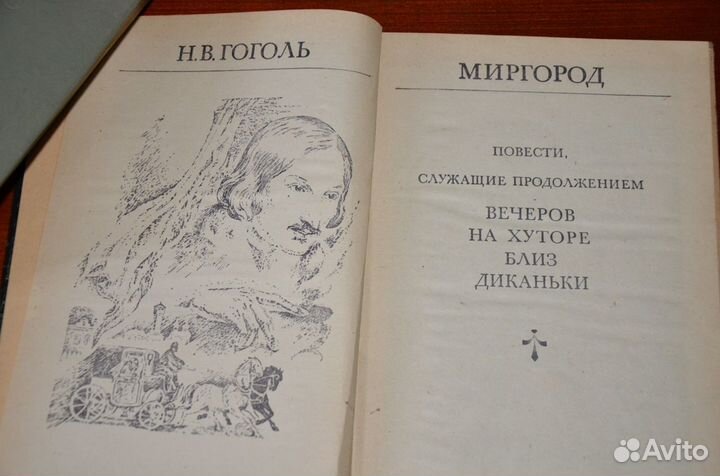 Н.В.ГОГОЛЬ
МИРГОРОД
ПОВЕСТИ,
СЛУЖАЩИЕ ПРОДОЛЖЕНИЕМ
ВЕЧЕРОВ
НА ХУТОРЕ
БЛИЗ
ДИКАНЬКИ
Avito